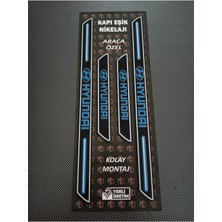 KAPI EŞİK
NİKELAJI
ARACA
ÖZEL
HYUNDAI
HYUNDAI
HYUNDAI
HYUNDAI
KOLAY
MONTAJ
YERLİ
ÜRETİM